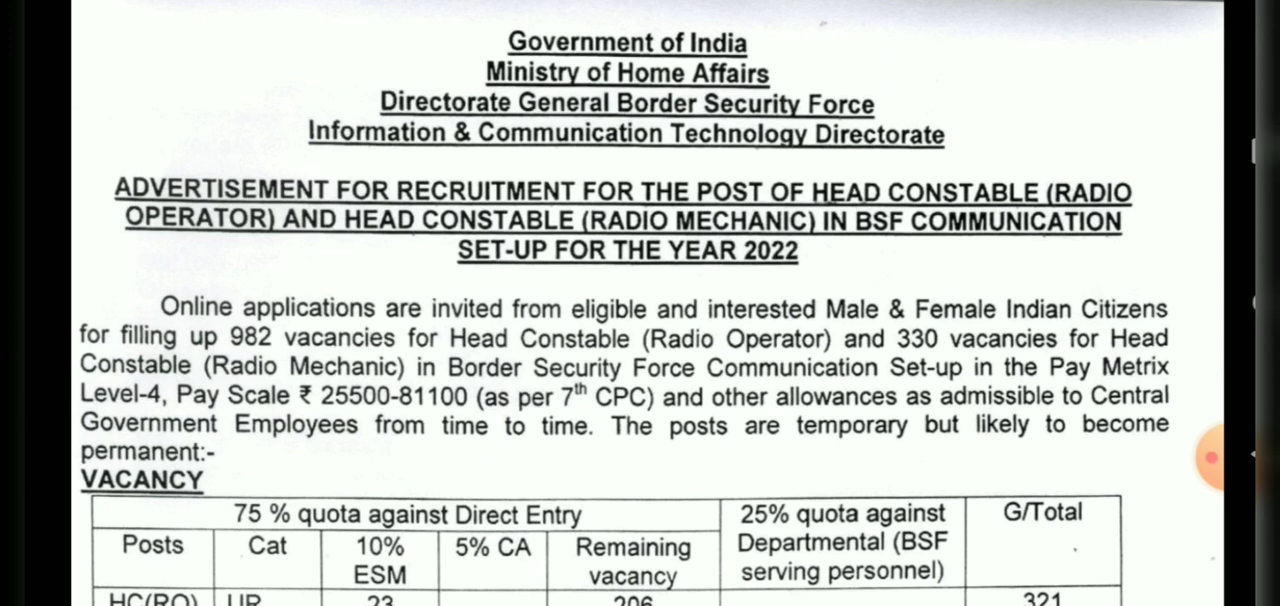 Government of India
Ministry of Home Affairs
Directorate General Border Security Force
Information & Communication Technology Directorate
ADVERTISEMENT FOR RECRUITMENT FOR THE POST OF HEAD CONSTABLE (RADIO
OPERATOR) AND HEAD CONSTABLE (RADIO MECHANIC) IN BSF COMMUNICATION
SET-UP FOR THE YEAR 2022
Online applications are invited from eligible and interested Male & Female Indian Citizens
for filling up 982 vacancies for Head Constable (Radio Operator) and 330 vacancies for Head
Constable (Radio Mechanic) in Border Security Force Communication Set-up in the Pay Metrix
Level-4, Pay Scale ₹ 25500-81100 (as per 7th CPC) and other allowances as admissible to Central
Government Employees from time to time. The posts are temporary but likely to become
permanent:-
VACANCY
75 % quota against Direct Entry
25% quota against
Departmental (BSF
serving personnel)
G/Total
Posts
Cat
10%
ESM
5% CA
Remaining
vacancy
HC(RO) UR 23 206 321